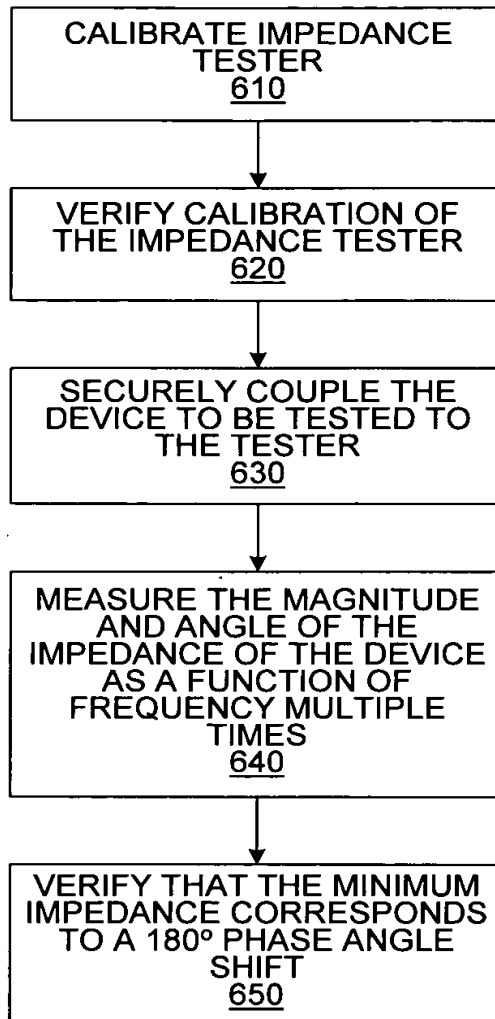 CALIBRATE IMPEDANCE
TESTER
610
VERIFY CALIBRATION OF
THE IMPEDANCE TESTER
620
SECURELY COUPLE THE
DEVICE TO BE TESTED TO
THE TESTER
630
MEASURE THE MAGNITUDE
AND ANGLE OF THE
IMPEDANCE OF THE DEVICE
AS A FUNCTION OF
FREQUENCY MULTIPLE
TIMES
640
VERIFY THAT THE MINIMUM
IMPEDANCE CORRESPONDS
TO A 180º PHASE ANGLE
SHIFT
650